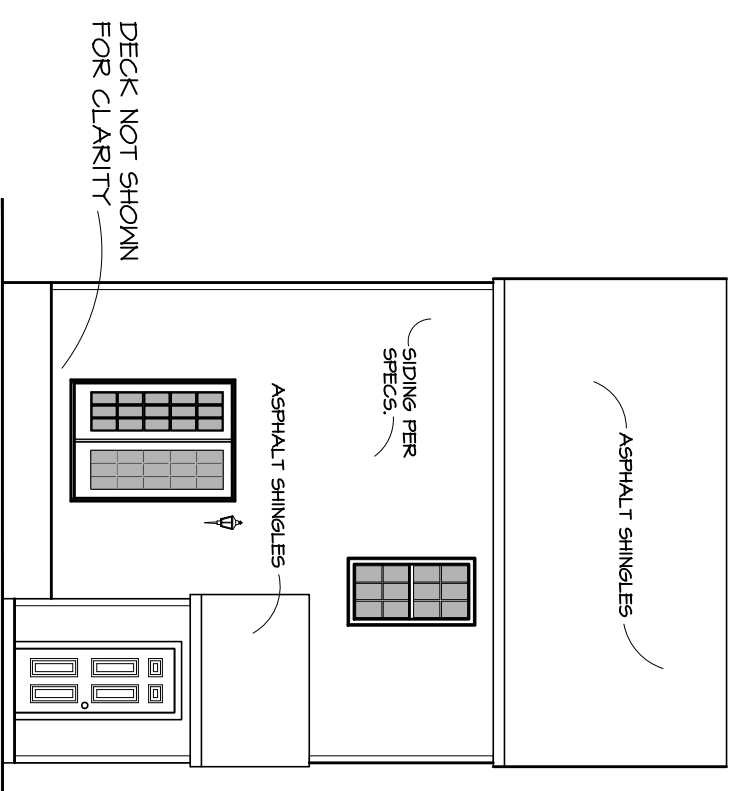 ASPHALT SHINGLES
SIDING PER
SPECS.
ASPHALT SHINGLES
DECK NOT SHOWN
FOR CLARITY